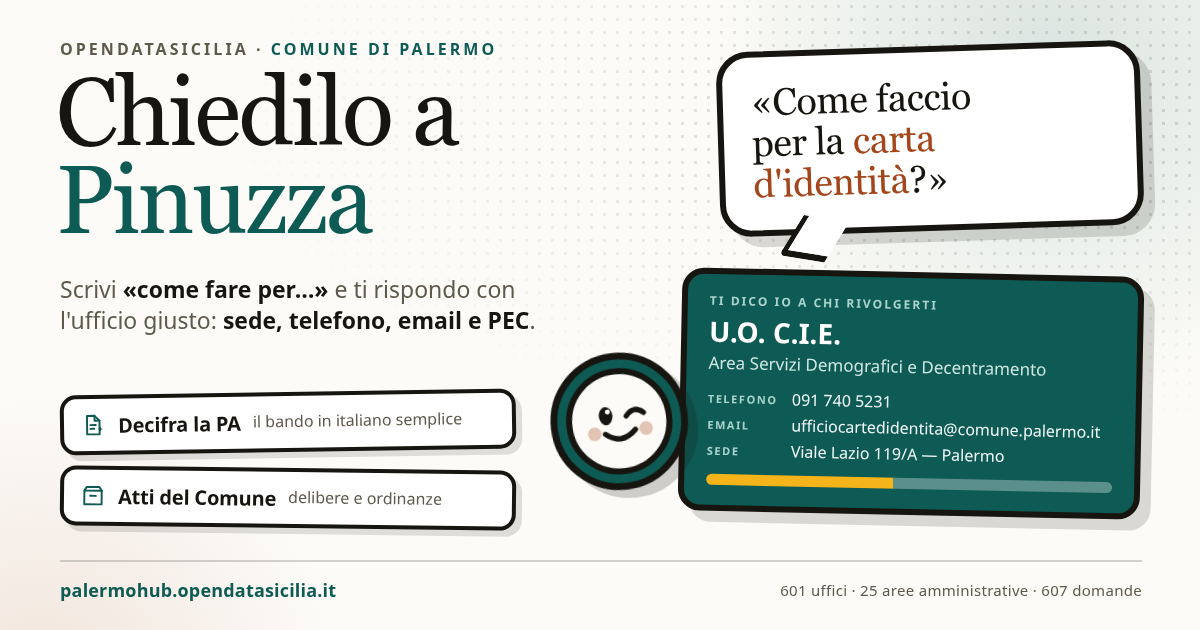 OPENDATASICILIA · COMUNE DI PALERMO
Chiedilo a
Pinuzza
Scrivi «come fare per…» e ti rispondo con
l'ufficio giusto: sede, telefono, email e PEC.
Decifra la PA il bando in italiano semplice
Atti del Comune delibere e ordinanze
«Come faccio
per la carta
d'identità?»
TI DICO IO A CHI RIVOLGERTI
U.O. C.I.E.
Area Servizi Demografici e Decentramento
TELEFONO 091 740 5231
EMAIL ufficiocartedidentita@comune.palermo.it
SEDE Viale Lazio 119/A — Palermo
palermohub.opendatasicilia.it
601 uffici · 25 aree amministrative · 607 domande